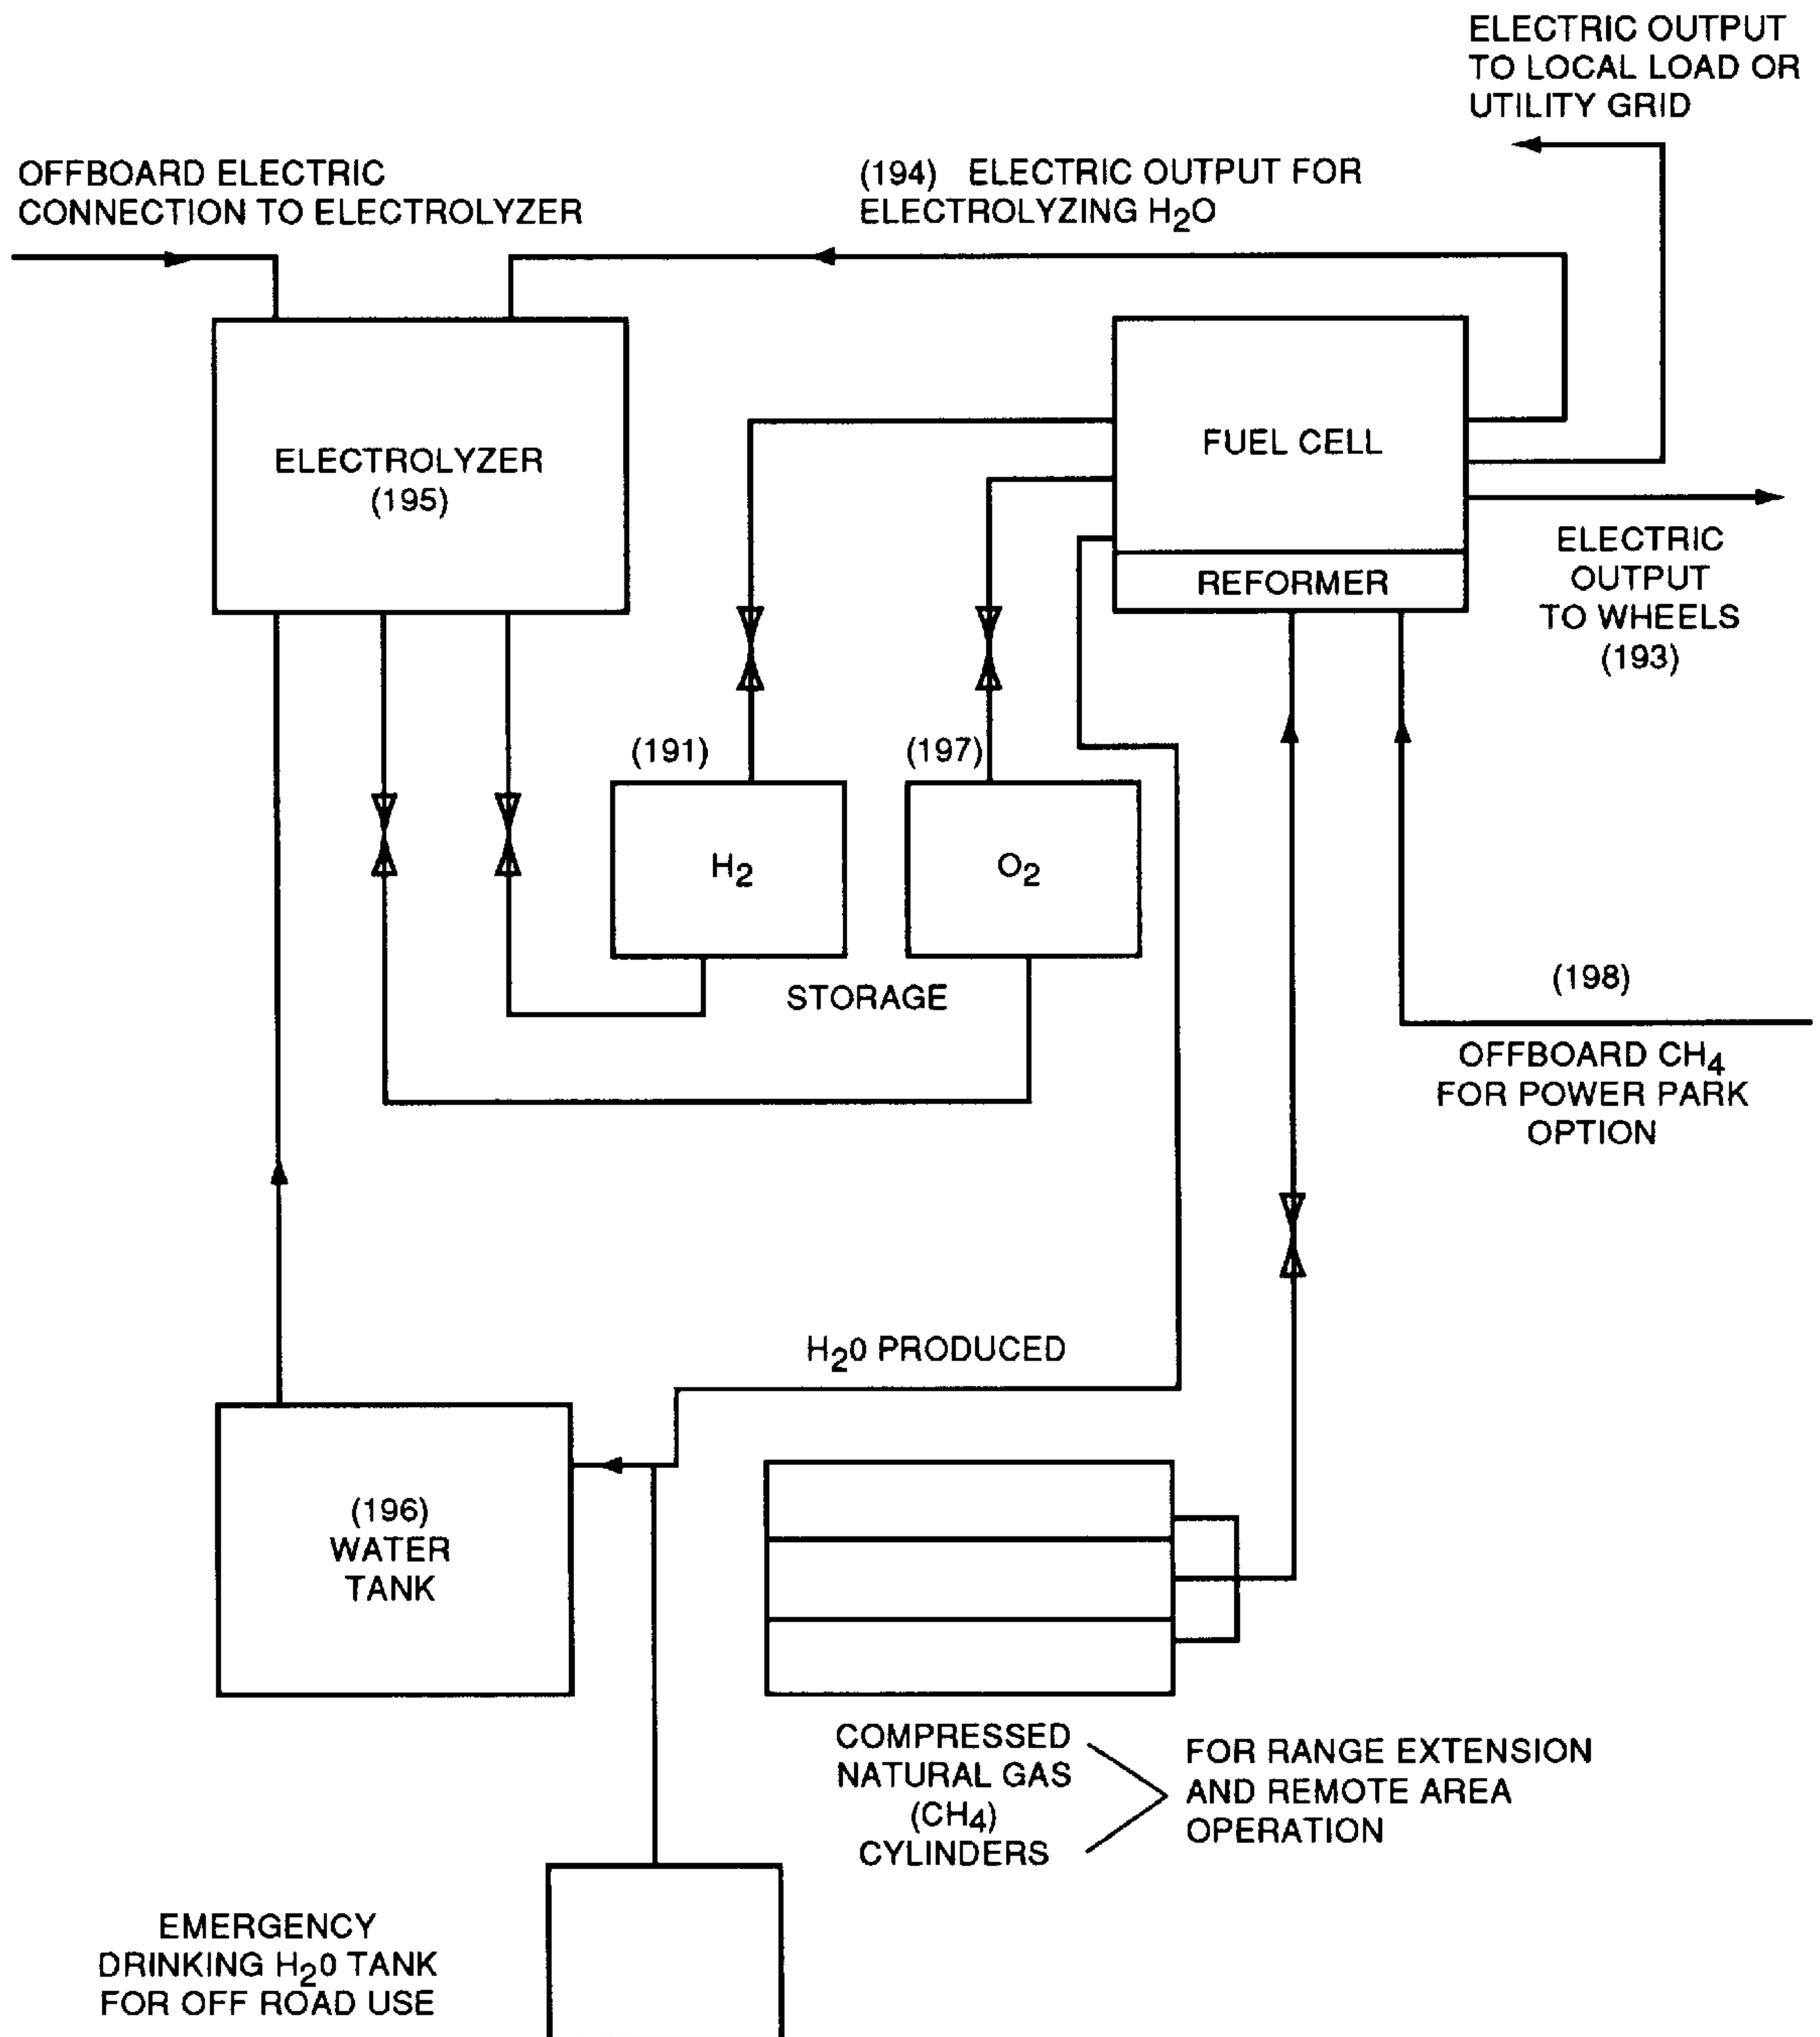 ELECTRIC OUTPUT
TO LOCAL LOAD OR
UTILITY GRID
OFFBOARD ELECTRIC
CONNECTION TO ELECTROLYZER
(194) ELECTRIC OUTPUT FOR
ELECTROLYZING H₂O
ELECTROLYZER
(195)
FUEL CELL
REFORMER
ELECTRIC
OUTPUT
TO WHEELS
(193)
(191)
(197)
H₂
O₂
STORAGE
(198)
OFFBOARD CH₄
FOR POWER PARK
OPTION
H₂0 PRODUCED
(196)
WATER
TANK
COMPRESSED
NATURAL GAS
(CH₄)
CYLINDERS
FOR RANGE EXTENSION
AND REMOTE AREA
OPERATION
EMERGENCY
DRINKING H₂0 TANK
FOR OFF ROAD USE